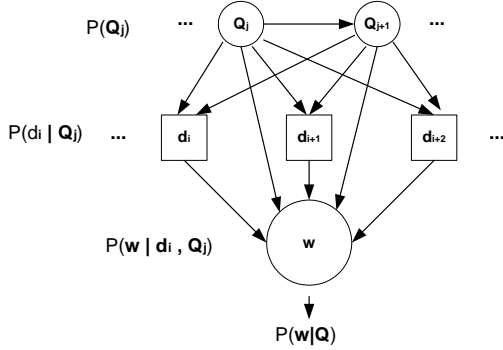 P(Qj) ... Qj Qj+1 ...
P(di | Qj) ... di di+1 di+2 ...
P(w | di , Qj) w
P(w|Q)